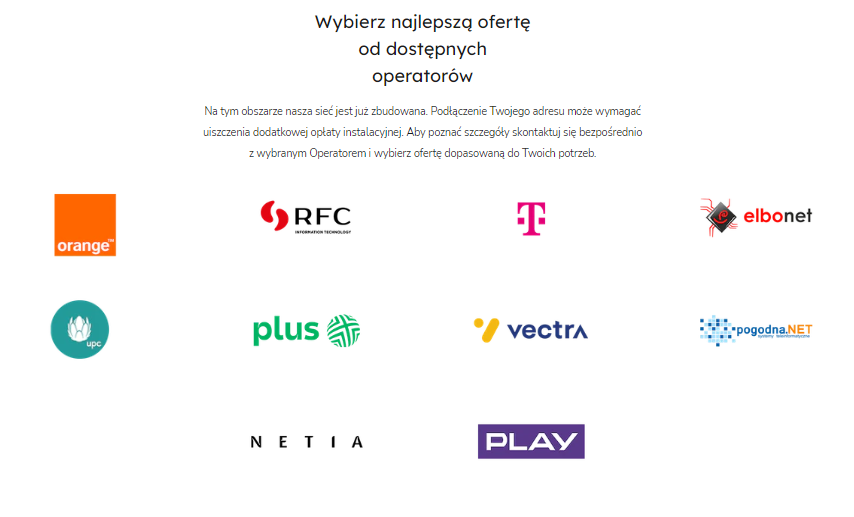 Wybierz najlepszą ofertę
od dostępnych
operatorów
Na tym obszarze nasza sieć jest już zbudowana. Podłączenie Twojego adresu może wymagać
uiszczenia dodatkowej opłaty instalacyjnej. Aby poznać szczegóły skontaktuj się bezpośrednio
z wybranym Operatorem i wybierz ofertę dopasowaną do Twoich potrzeb.
orange™
RFC
INFORMATION TECHNOLOGY
T
elbonet
upc
plus
vectra
pogodna.NET
systemy teleinformatyczne
NETIA
PLAY